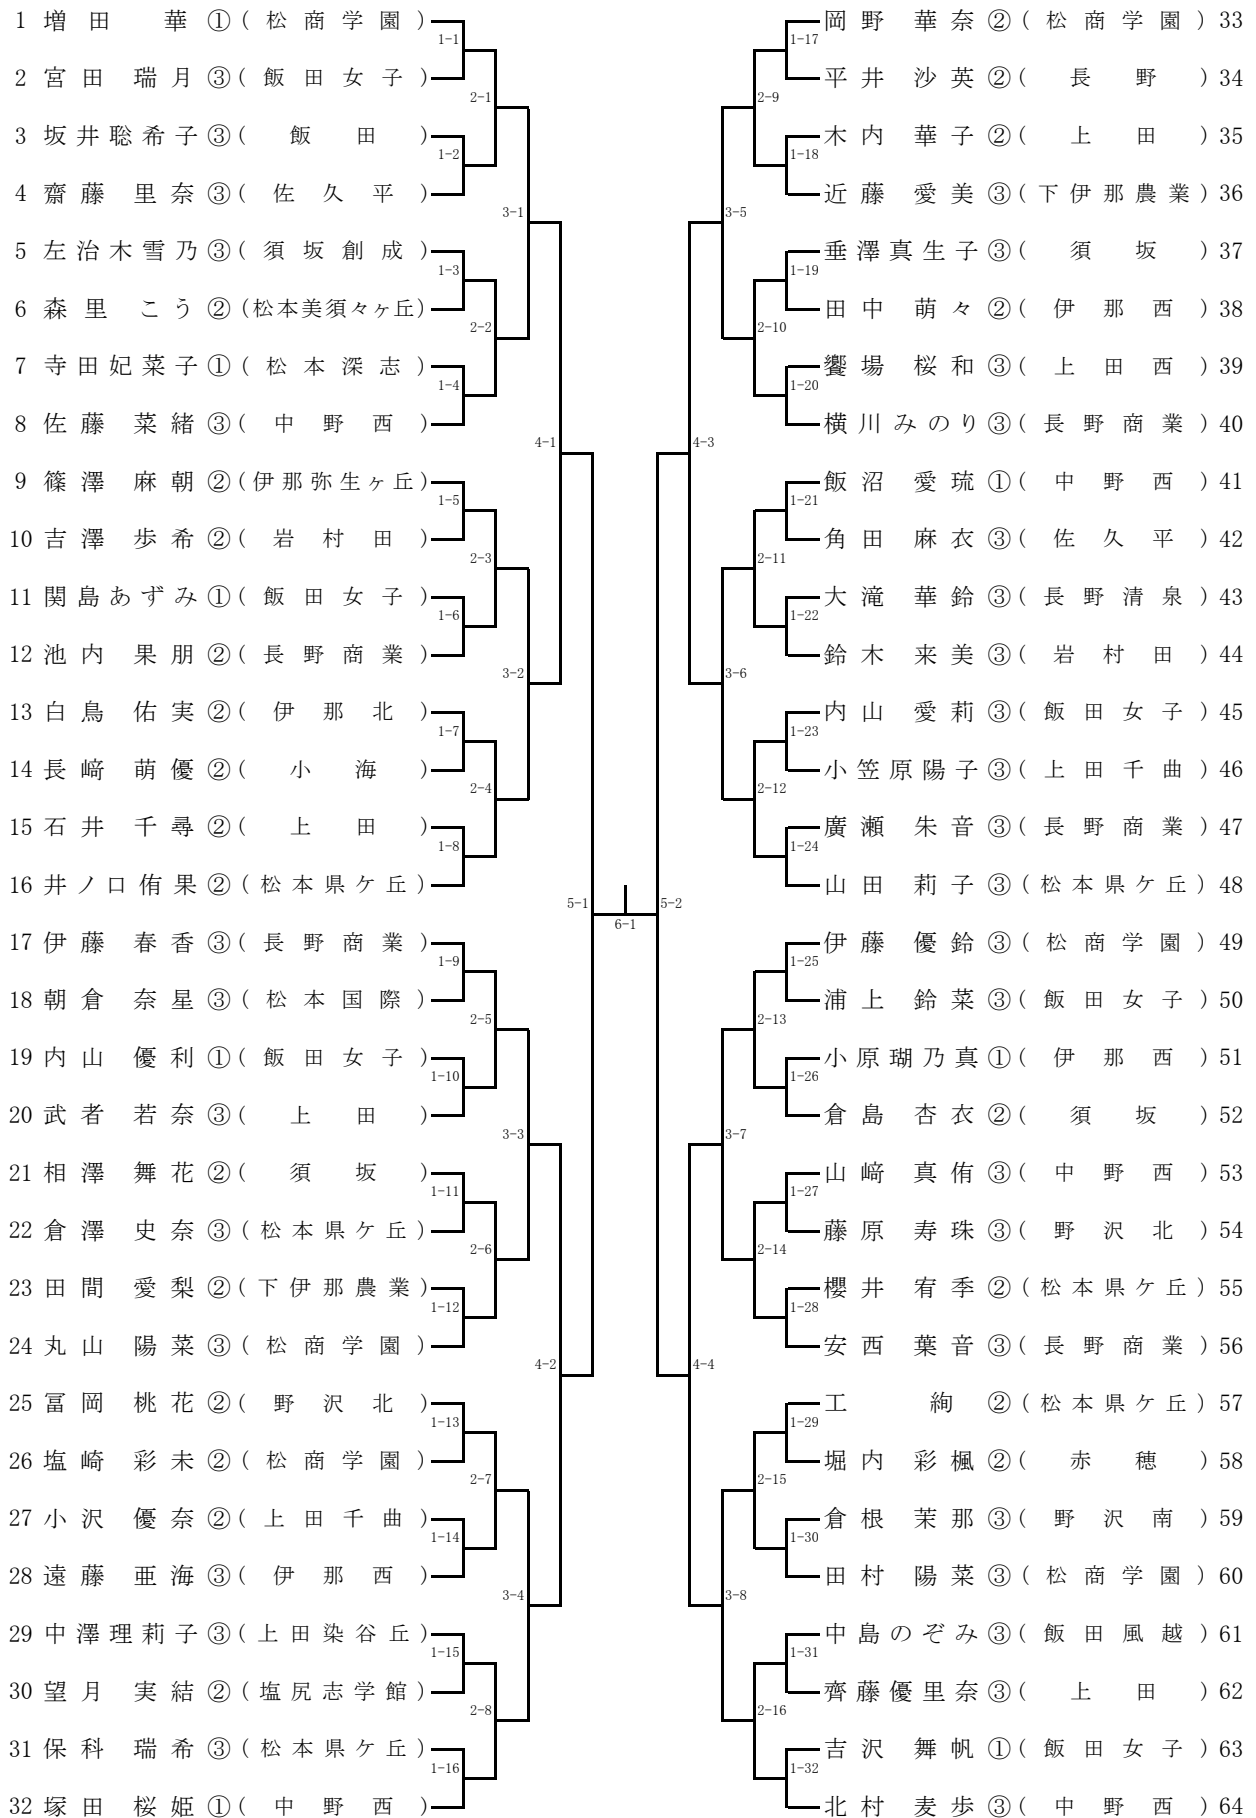 1 増田 華 ① (松商学園)
1-1
2 宮田 瑞月 ③ (飯田女子)
2-1
3 坂井聡希子 ③ (飯田)
1-2
4 齋藤 里奈 ③ (佐久平)
3-1
5 左治木雪乃 ③ (須坂創成)
1-3
6 森里 こう ② (松本美須々ヶ丘)
2-2
7 寺田妃菜子 ① (松本深志)
1-4
8 佐藤 菜緒 ③ (中野西)
4-1
9 篠澤 麻朝 ② (伊那弥生ヶ丘)
1-5
10 吉澤 歩希 ② (岩村田)
2-3
11 関島あずみ ① (飯田女子)
1-6
12 池内 果朋 ② (長野商業)
3-2
13 白鳥 佑実 ② (伊那北)
1-7
14 長﨑 萌優 ② (小海)
2-4
15 石井 千尋 ② (上田)
1-8
16 井ノ口侑果 ② (松本県ケ丘)
5-1
17 伊藤 春香 ③ (長野商業)
1-9
18 朝倉 奈星 ③ (松本国際)
2-5
19 内山 優利 ① (飯田女子)
1-10
20 武者 若奈 ③ (上田)
3-3
21 相澤 舞花 ② (須坂)
1-11
22 倉澤 史奈 ③ (松本県ケ丘)
2-6
23 田間 愛梨 ② (下伊那農業)
1-12
24 丸山 陽菜 ③ (松商学園)
4-2
25 冨岡 桃花 ② (野沢北)
1-13
26 塩崎 彩未 ② (松商学園)
2-7
27 小沢 優奈 ② (上田千曲)
1-14
28 遠藤 亜海 ③ (伊那西)
3-4
29 中澤理莉子 ③ (上田染谷丘)
1-15
30 望月 実結 ② (塩尻志学館)
2-8
31 保科 瑞希 ③ (松本県ケ丘)
1-16
32 塚田 桜姫 ① (中野西)
6-1
岡野 華奈 ② (松商学園) 33
1-17
平井 沙英 ② (長野) 34
2-9
木内 華子 ② (上田) 35
1-18
近藤 愛美 ③ (下伊那農業) 36
3-5
垂澤真生子 ③ (須坂) 37
1-19
田中 萌々 ② (伊那西) 38
2-10
饗場 桜和 ③ (上田西) 39
1-20
横川みのり ③ (長野商業) 40
4-3
飯沼 愛琉 ① (中野西) 41
1-21
角田 麻衣 ③ (佐久平) 42
2-11
大滝 華鈴 ③ (長野清泉) 43
1-22
鈴木 来美 ③ (岩村田) 44
3-6
内山 愛莉 ③ (飯田女子) 45
1-23
小笠原陽子 ③ (上田千曲) 46
2-12
廣瀬 朱音 ③ (長野商業) 47
1-24
山田 莉子 ③ (松本県ケ丘) 48
5-2
伊藤 優鈴 ③ (松商学園) 49
1-25
浦上 鈴菜 ③ (飯田女子) 50
2-13
小原瑚乃真 ① (伊那西) 51
1-26
倉島 杏衣 ② (須坂) 52
3-7
山﨑 真侑 ③ (中野西) 53
1-27
藤原 寿珠 ③ (野沢北) 54
2-14
櫻井 宥季 ② (松本県ケ丘) 55
1-28
安西 葉音 ③ (長野商業) 56
4-4
工 絢 ② (松本県ケ丘) 57
1-29
堀内 彩楓 ② (赤穂) 58
2-15
倉根 茉那 ③ (野沢南) 59
1-30
田村 陽菜 ③ (松商学園) 60
3-8
中島のぞみ ③ (飯田風越) 61
1-31
齊藤優里奈 ③ (上田) 62
2-16
吉沢 舞帆 ① (飯田女子) 63
1-32
北村 麦歩 ③ (中野西) 64